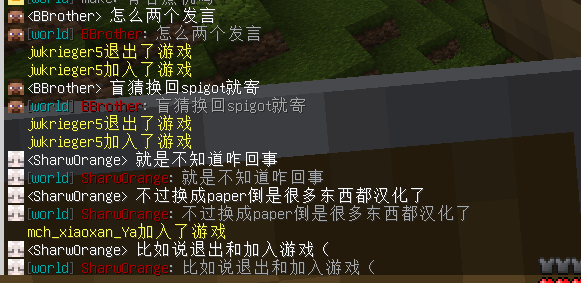 <BBrother> 怎么两个发言
[world] BBrother: 怎么两个发言
jwkrieger5退出了游戏
jwkrieger5加入了游戏
<BBrother> 盲猜换回spigot就寄
[world] BBrother: 盲猜换回spigot就寄
jwkrieger5退出了游戏
jwkrieger5加入了游戏
<SharwOrange> 就是不知道咋回事
[world] SharwOrange: 就是不知道咋回事
<SharwOrange> 不过换成paper倒是很多东西都汉化了
[world] SharwOrange: 不过换成paper倒是很多东西都汉化了
mch_xiaoxan_Ya加入了游戏
<SharwOrange> 比如说退出和加入游戏（
[world] SharwOrange: 比如说退出和加入游戏（